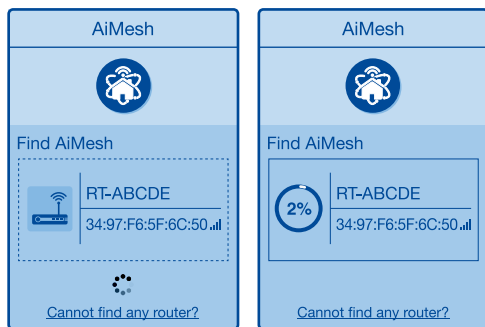 AiMesh
Find AiMesh
RT-ABCDE
34:97:F6:5F:6C:50
Cannot find any router?
AiMesh
Find AiMesh
2%
RT-ABCDE
34:97:F6:5F:6C:50
Cannot find any router?